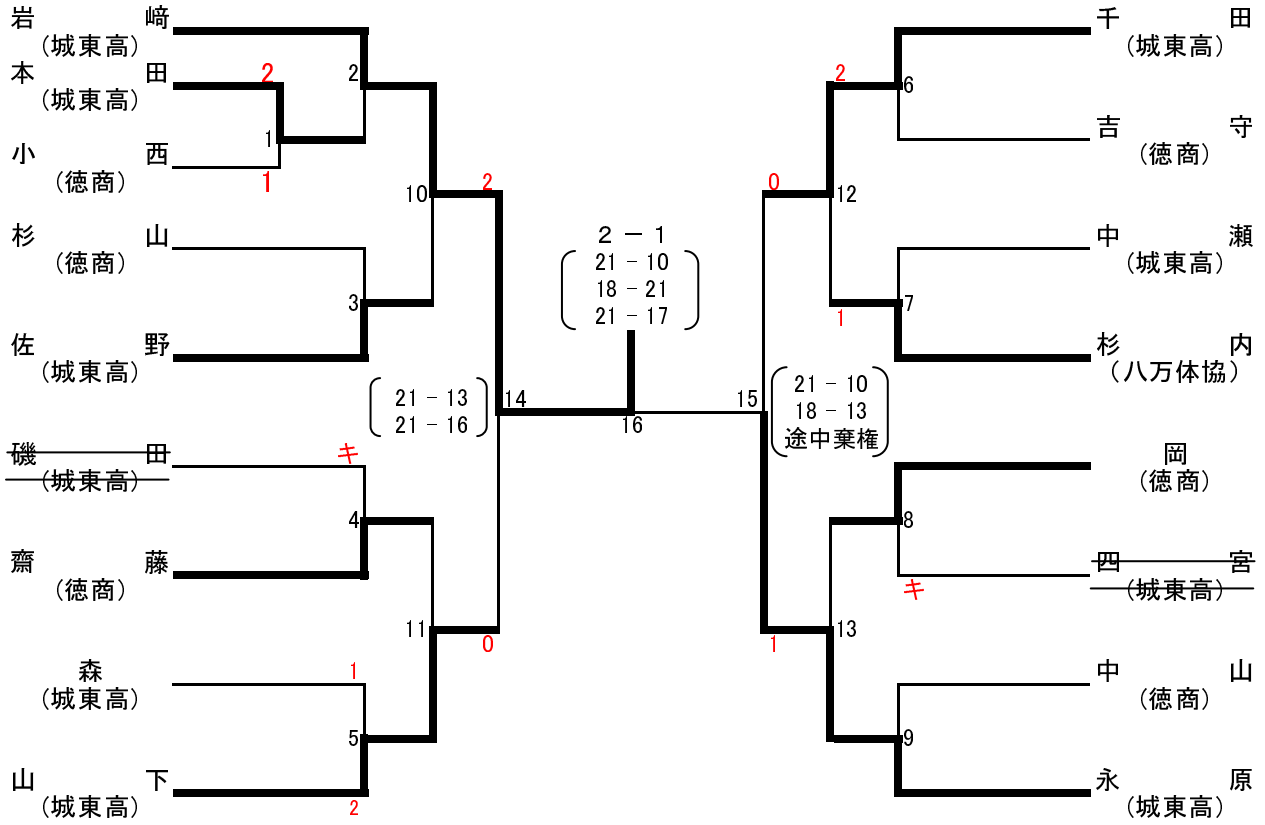 岩 﨑
(城東高)
本 田
(城東高)
小 西
(徳商)
杉 山
(徳商)
佐 野
(城東高)
磯 田
(城東高)
齋 藤
(徳商)
森
(城東高)
山 下
(城東高)
2
1
1
2
3
キ
4
1
5
2
10
11
2
0
14
21 - 13
21 - 16
2 - 1
21 - 10
18 - 21
21 - 17
16
15
21 - 10
18 - 13
途中棄権
0
1
2
12
1
13
6
7
8
キ
9
千 田
(城東高)
吉 守
(徳商)
中 瀬
(城東高)
杉 内
(八万体協)
岡
(徳商)
四 宮
(城東高)
中 山
(徳商)
永 原
(城東高)